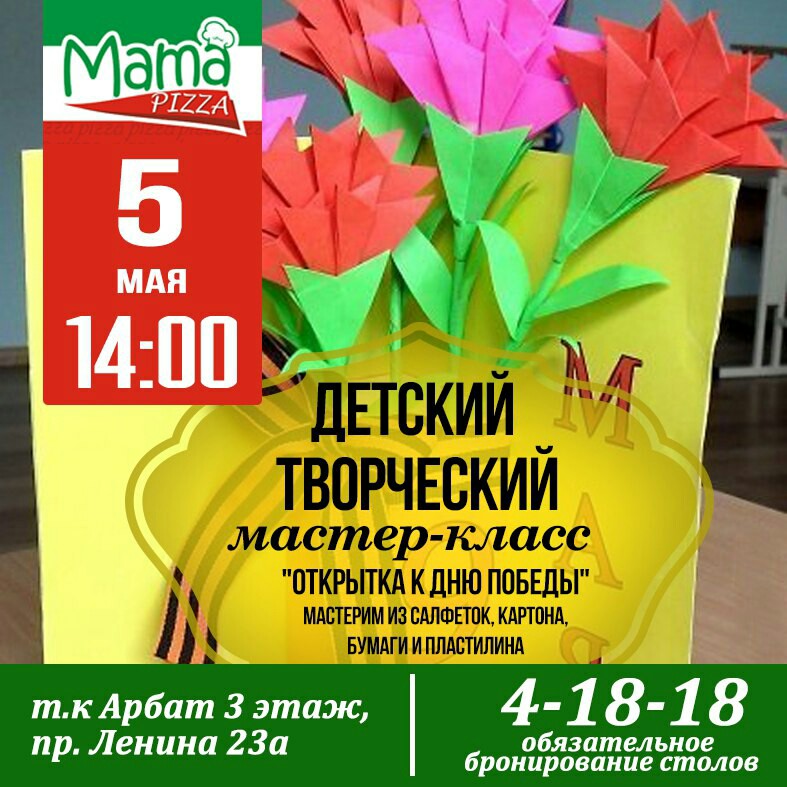 Mama
PIZZA
5
МАЯ
14:00
МАЯ
ДЕТСКИЙ
ТВОРЧЕСКИЙ
мастер-класс
"ОТКРЫТКА К ДНЮ ПОБЕДЫ"
МАСТЕРИМ ИЗ САЛФЕТОК, КАРТОНА,
БУМАГИ И ПЛАСТИЛИНА
т.к Арбат 3 этаж,
пр. Ленина 23а
4-18-18
обязательное
бронирование столов